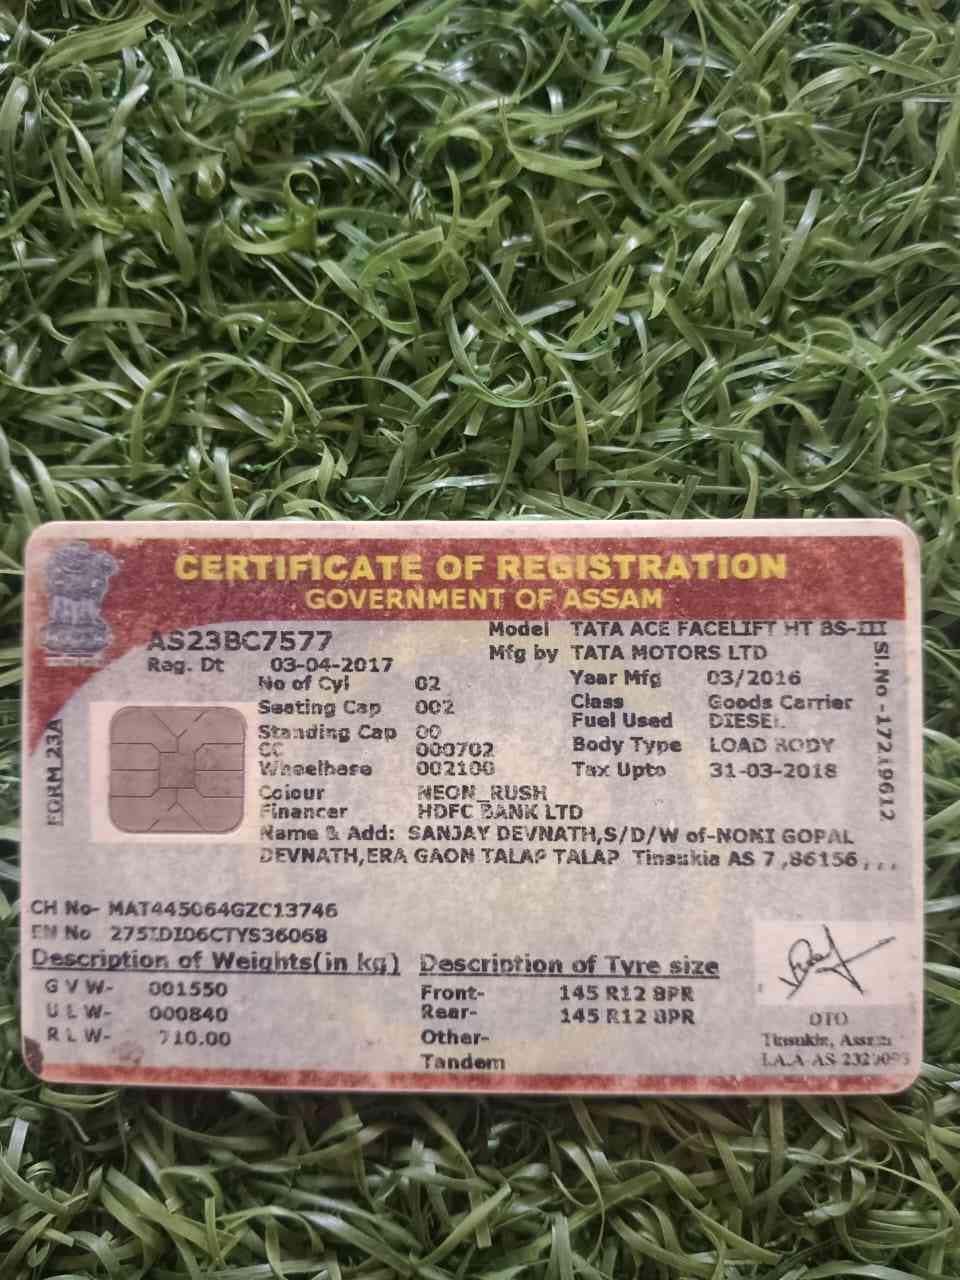 CERTIFICATE OF REGISTRATION
GOVERNMENT OF ASSAM
AS23BC7577
Rag. Dt 03-04-2017
Model TATA ACE FACELIFT HT BS-III
Mfg by TATA MOTORS LTD
No of Cyl 02
Year Mfg 03/2016
Seating Cap 002
Class Goods Carrier
Standing Cap 00
Fuel Used DIESEL
CC 000702
Body Type LOAD BODY
Wheelbase 002100
Tax Upto 31-03-2018
Colour NEON_RUSH
Financer HDFC BANK LTD
Name & Add: SANJAY DEVNATH,S/D/W of-NONI GOPAL
DEVNATH,ERA GAON TALAP TALAP Tinsukia AS 7,86156,,,
FORM 23A
Sl.No -17219612
CH No- MAT445064GZC13746
EN No 275IDI06CTYS36068
Description of Weights(in kg)
G V W- 001550
U L W- 000840
R L W- 710.00
Description of Tyre size
Front- 145 R12 8PR
Rear- 145 R12 8PR
Other-
Tandem
DTO
Tinsukia, Assam